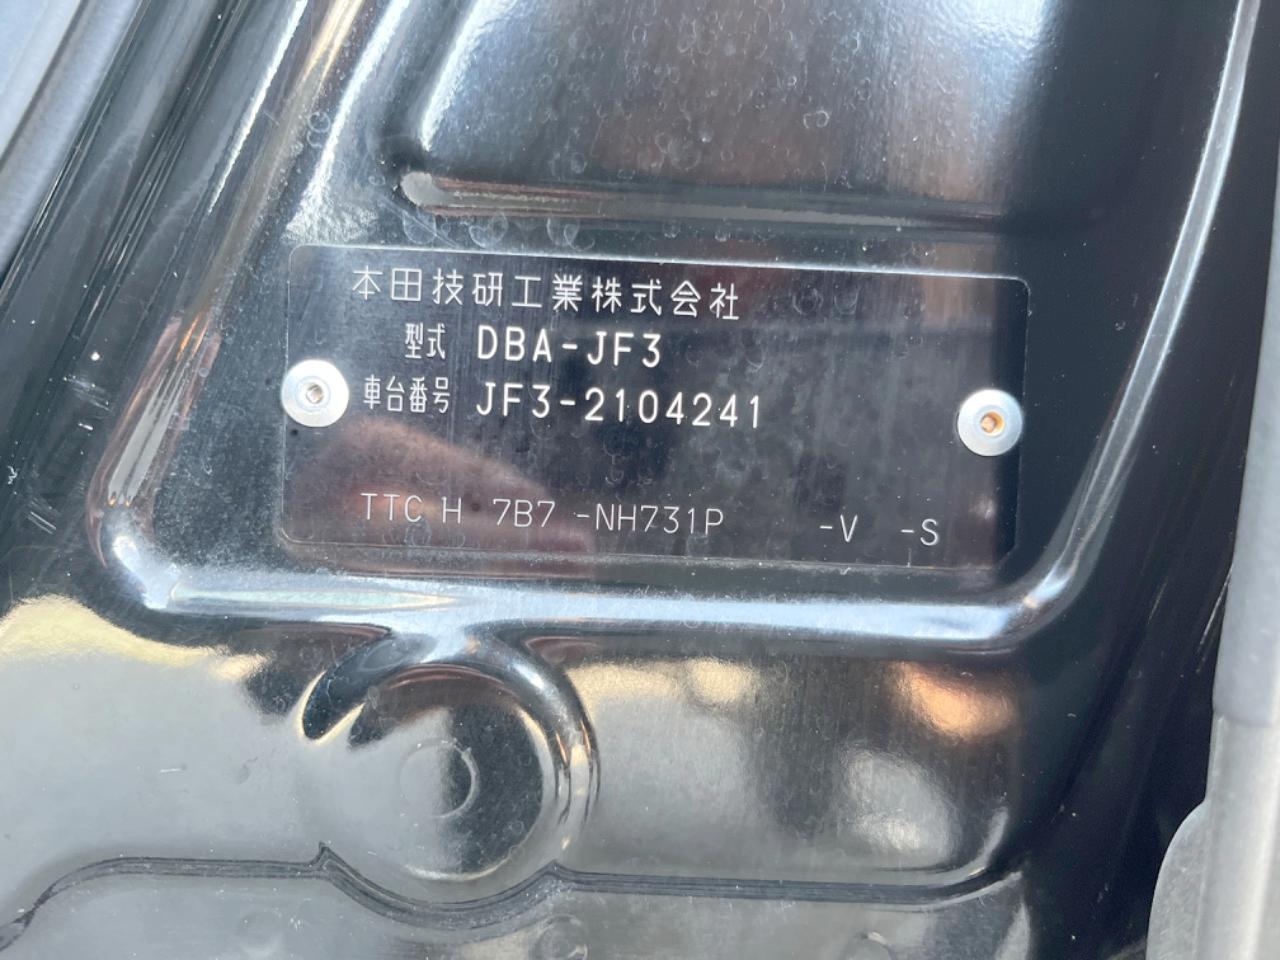 本田技研工業株式会社
型式 DBA-JF3
車台番号 JF3-2104241
TTC H 7B7 -NH731P -V -S